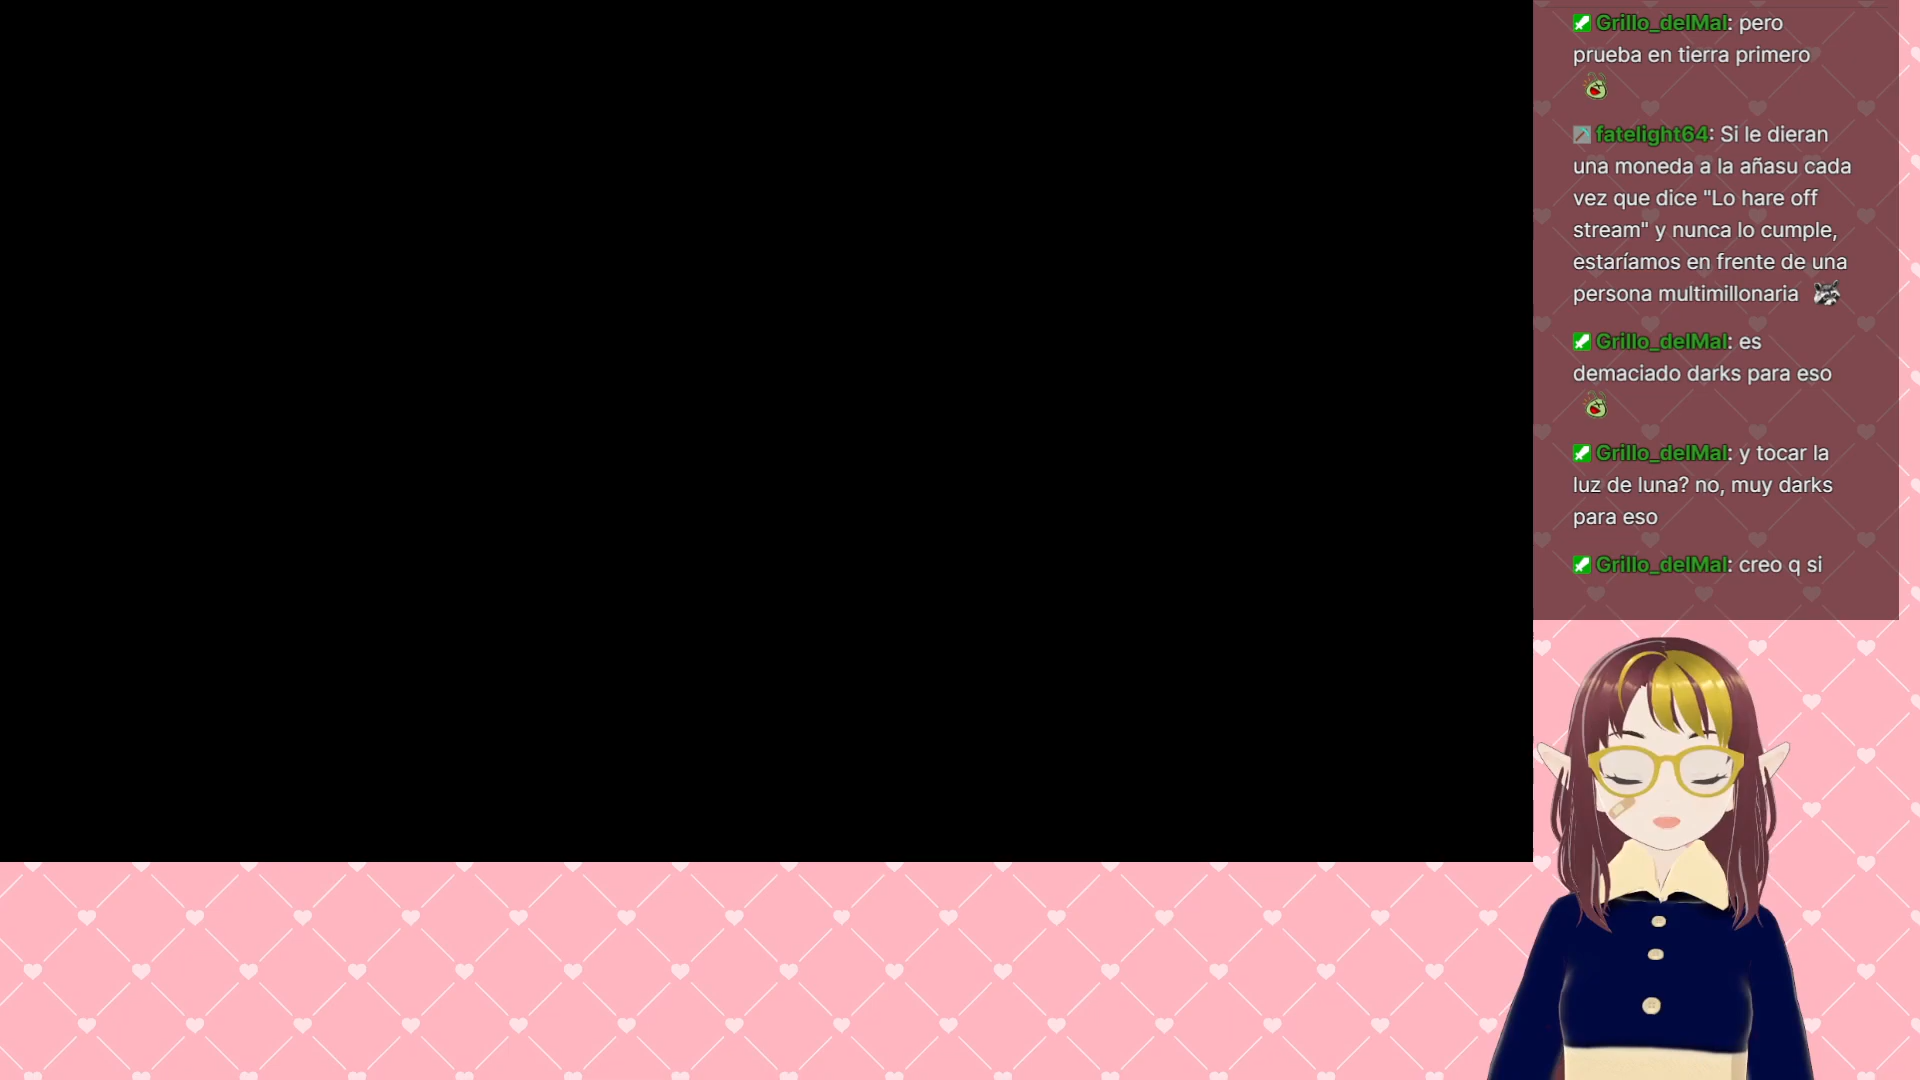 Grillo_delMal: pero
prueba en tierra primero
fatelight64: Si le dieran
una moneda a la añasu cada
vez que dice "Lo hare off
stream" y nunca lo cumple,
estaríamos en frente de una
persona multimillonaria
Grillo_delMal: es
demaciado darks para eso
Grillo_delMal: y tocar la
luz de luna? no, muy darks
para eso
Grillo_delMal: creo q si